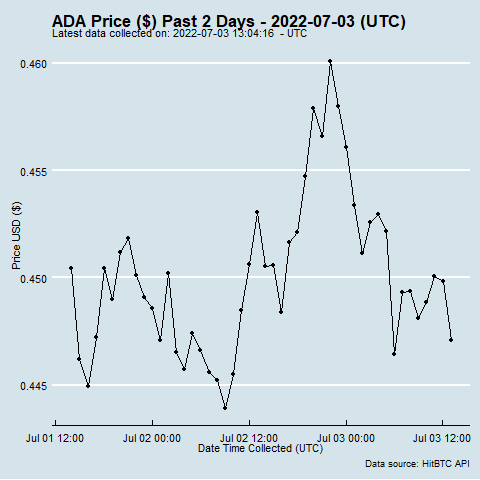 ADA Price ($) Past 2 Days - 2022-07-03 (UTC)
Latest data collected on: 2022-07-03 13:04:16 - UTC
0.460
0.455
0.450
0.445
Price USD ($)
Jul 01 12:00 Jul 02 00:00 Jul 02 12:00 Jul 03 00:00 Jul 03 12:00
Date Time Collected (UTC)
Data source: HitBTC API